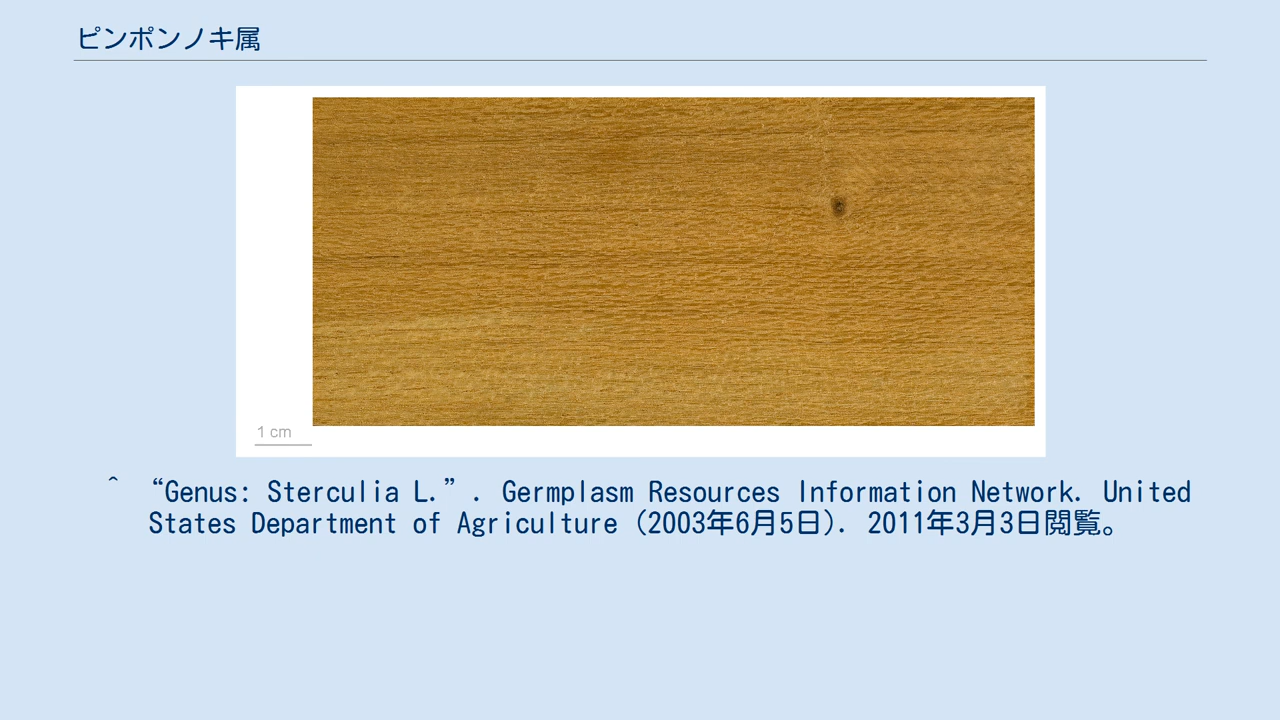 ピンポンノキ属
1 cm
^ “Genus: Sterculia L.”. Germplasm Resources Information Network. United
States Department of Agriculture (2003年6月5日). 2011年3月3日閲覧。